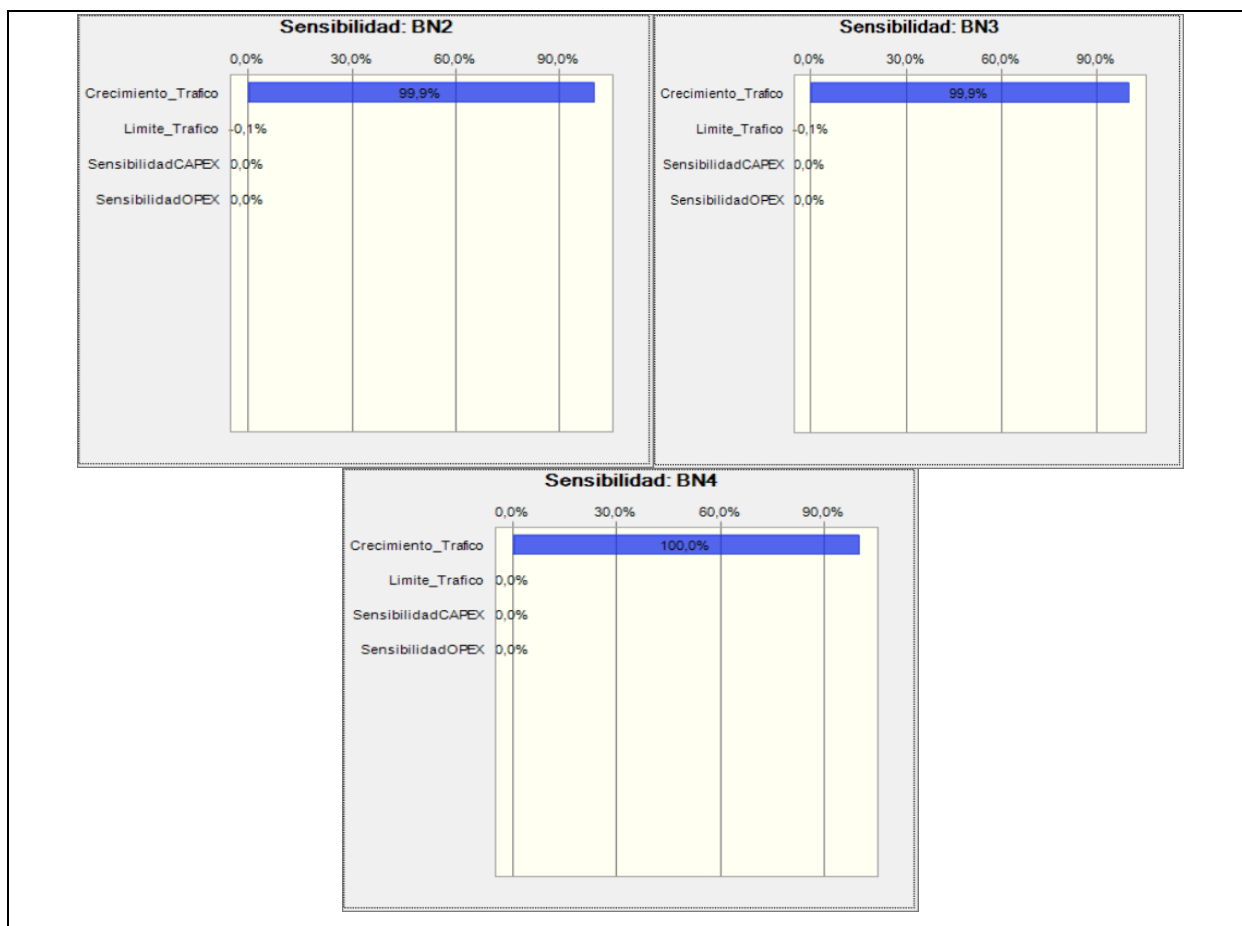 Sensibilidad: BN2
0,0% 30,0% 60,0% 90,0%
Crecimiento_Trafico 99,9%
Limite_Trafico -0,1%
SensibilidadCAPEX 0,0%
SensibilidadOPEX 0,0%
Sensibilidad: BN3
0,0% 30,0% 60,0% 90,0%
Crecimiento_Trafico 99,9%
Limite_Trafico -0,1%
SensibilidadCAPEX 0,0%
SensibilidadOPEX 0,0%
Sensibilidad: BN4
0,0% 30,0% 60,0% 90,0%
Crecimiento_Trafico 100,0%
Limite_Trafico 0,0%
SensibilidadCAPEX 0,0%
SensibilidadOPEX 0,0%